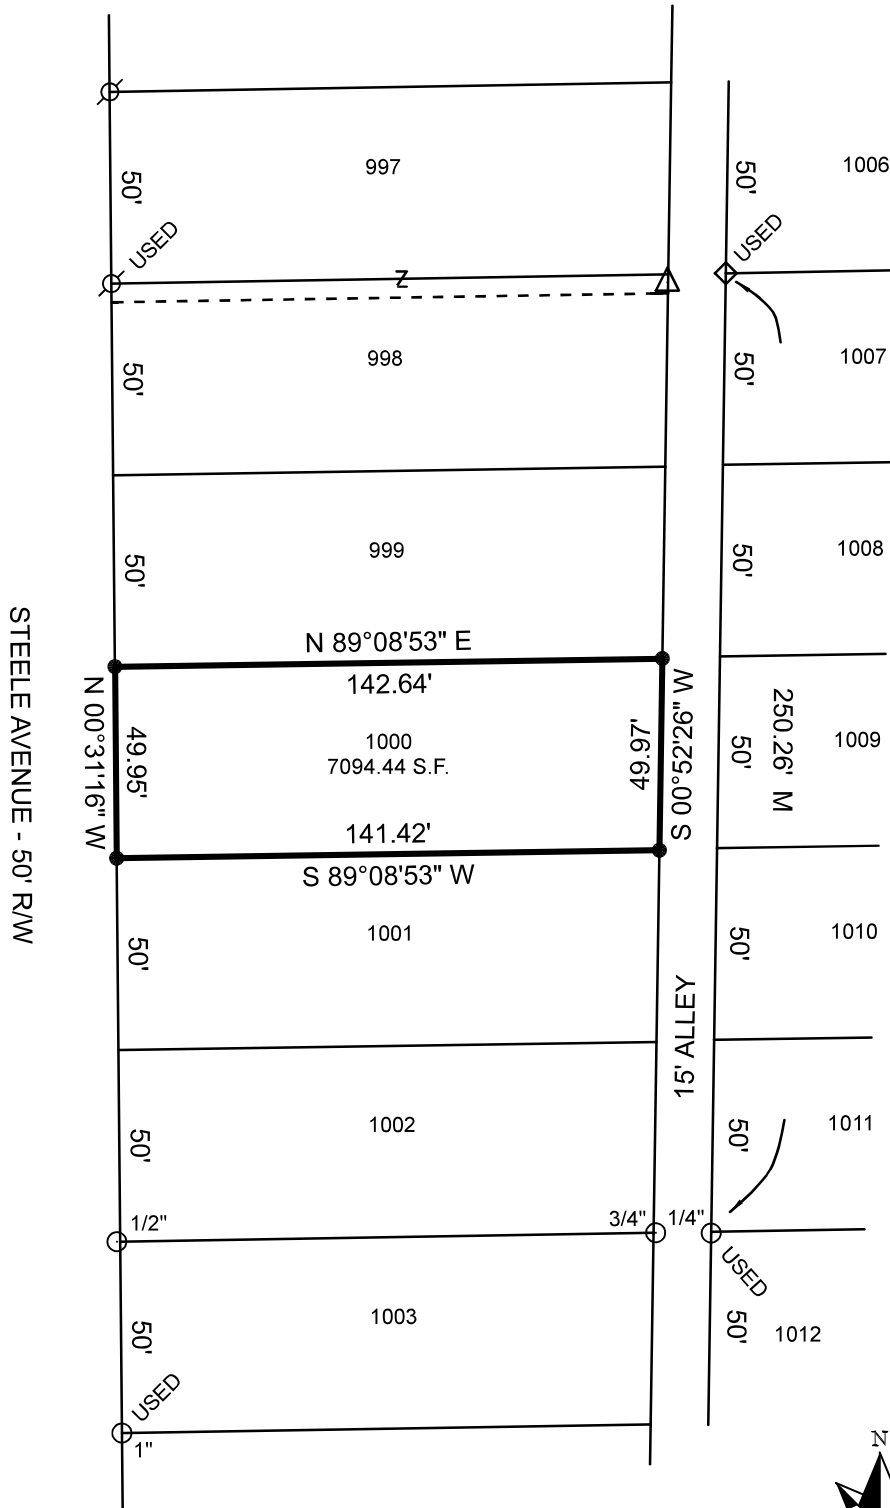 997
1006
50'
50'
USED
USED
Z
998
1007
50'
50'
999
1008
50'
50'
N 89°08'53" E
142.64'
STEELE AVENUE - 50' R/W
N 00°31'16" W
49.95'
1000
7094.44 S.F.
49.97'
S 00°52'26" W
50'
250.26' M
1009
141.42'
S 89°08'53" W
1001
50'
50'
1010
15' ALLEY
1002
50'
50'
1011
1/2"
3/4"
1/4"
USED
1003
50'
50'
1012
USED
1"
N